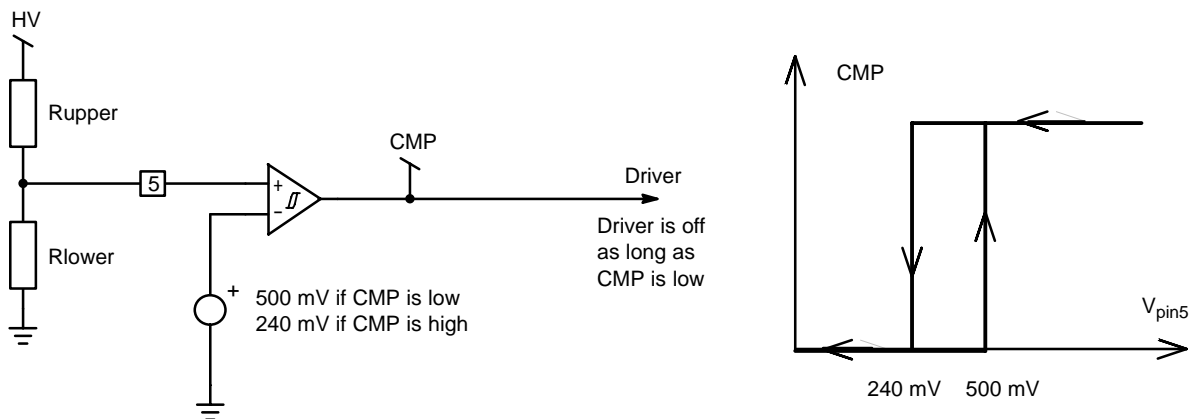 HV
Rupper
Rlower
5
+
−
+
500 mV if CMP is low
240 mV if CMP is high
CMP
Driver
Driver is off
as long as
CMP is low
CMP
Vpin5
240 mV
500 mV